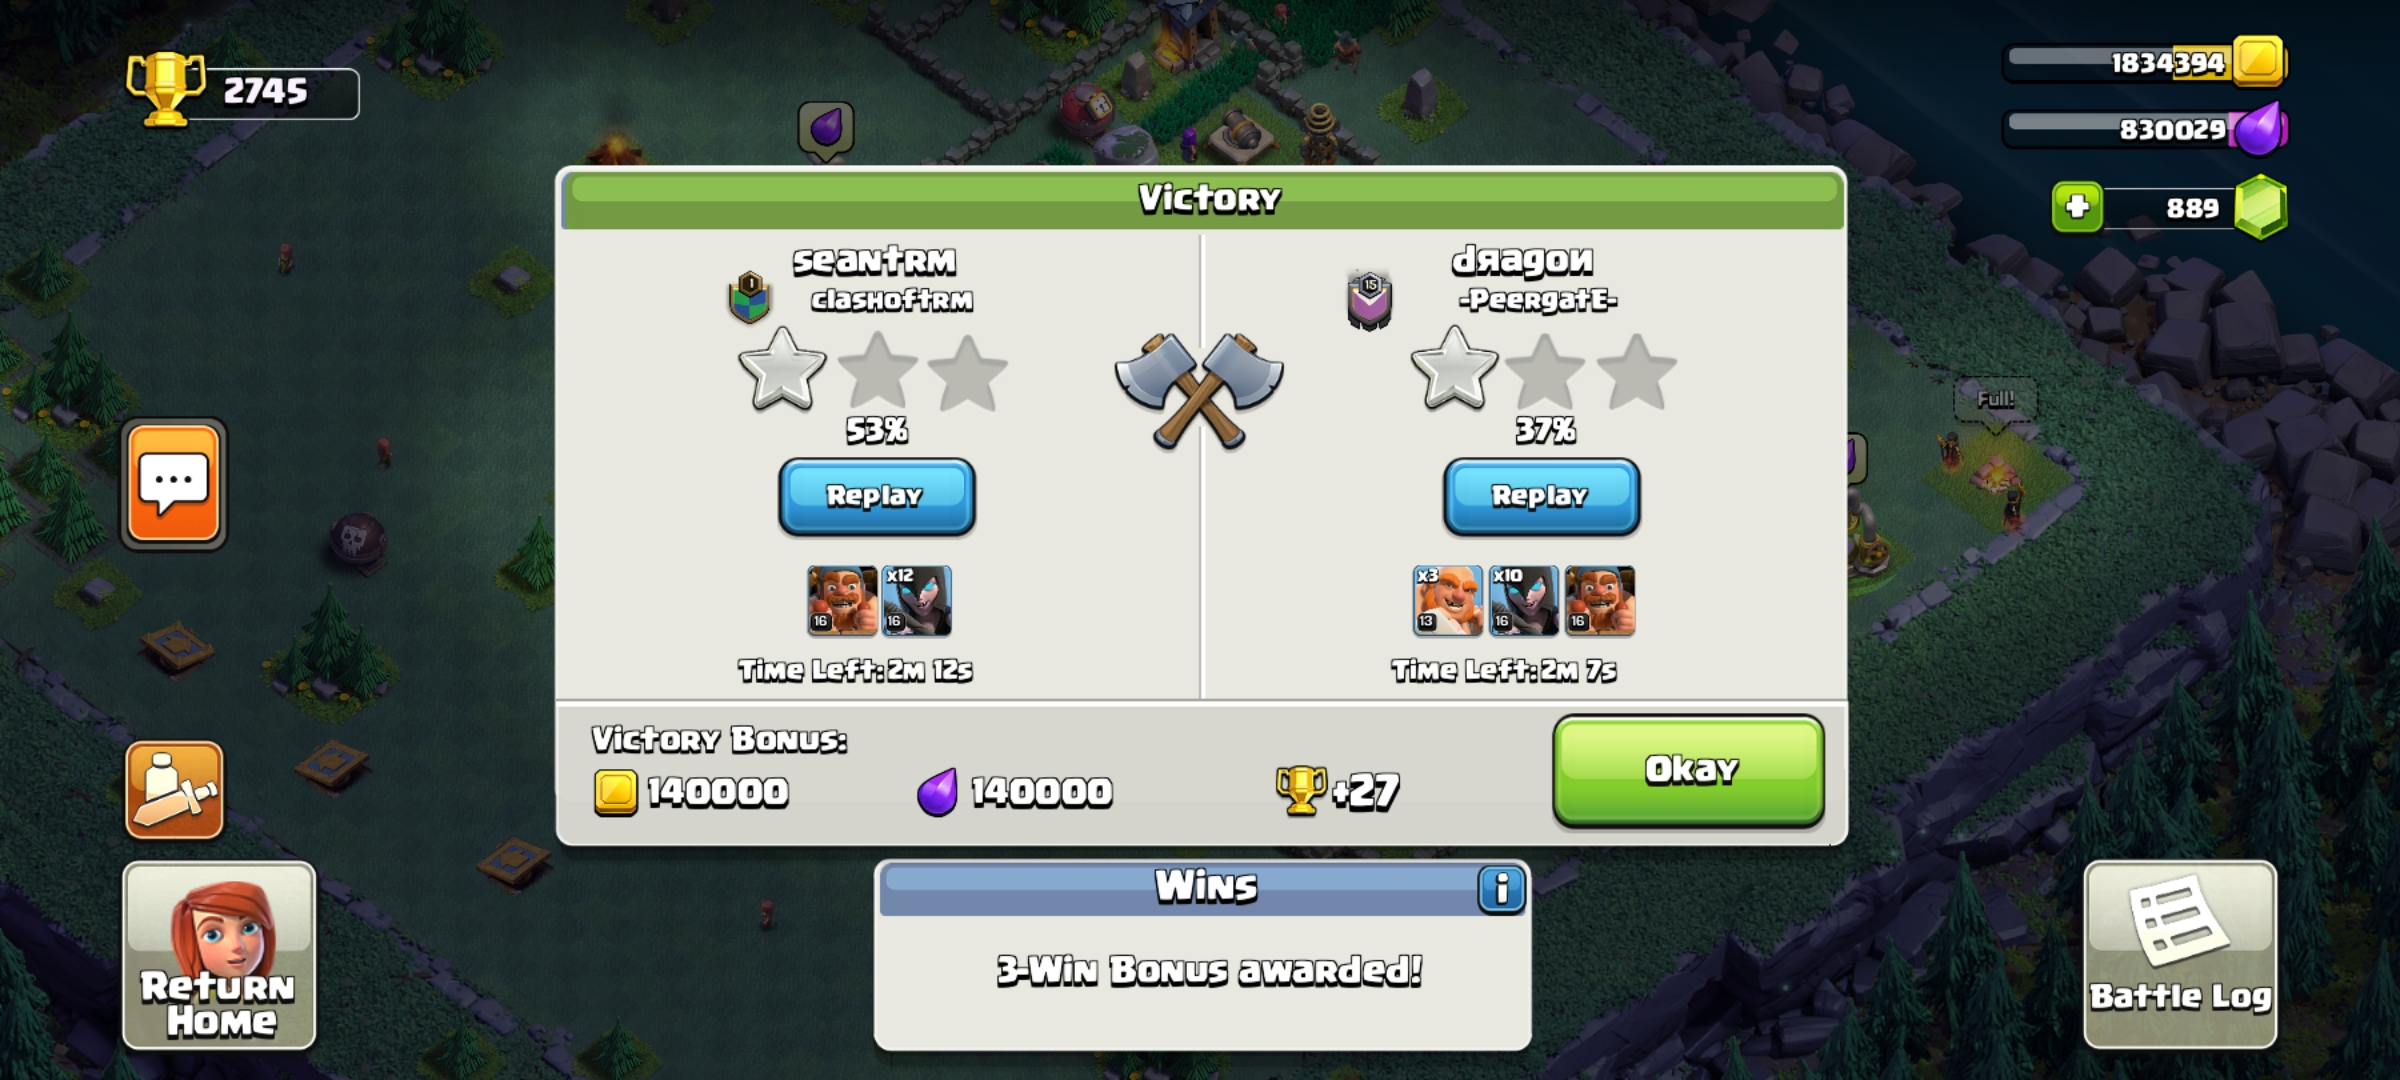 2745
1834394
830029
889
Victory
seantrm
clashoftrm
1
dяagoи
-PeergatE-
15
53%
37%
Replay
Replay
16
x12
16
x3
13
x10
16
16
Time Left: 2m 12s
Time Left: 2m 7s
Victory Bonus:
140000
140000
+27
Okay
Full!
Wins
i
3-Win Bonus awarded!
Return
Home
Battle Log